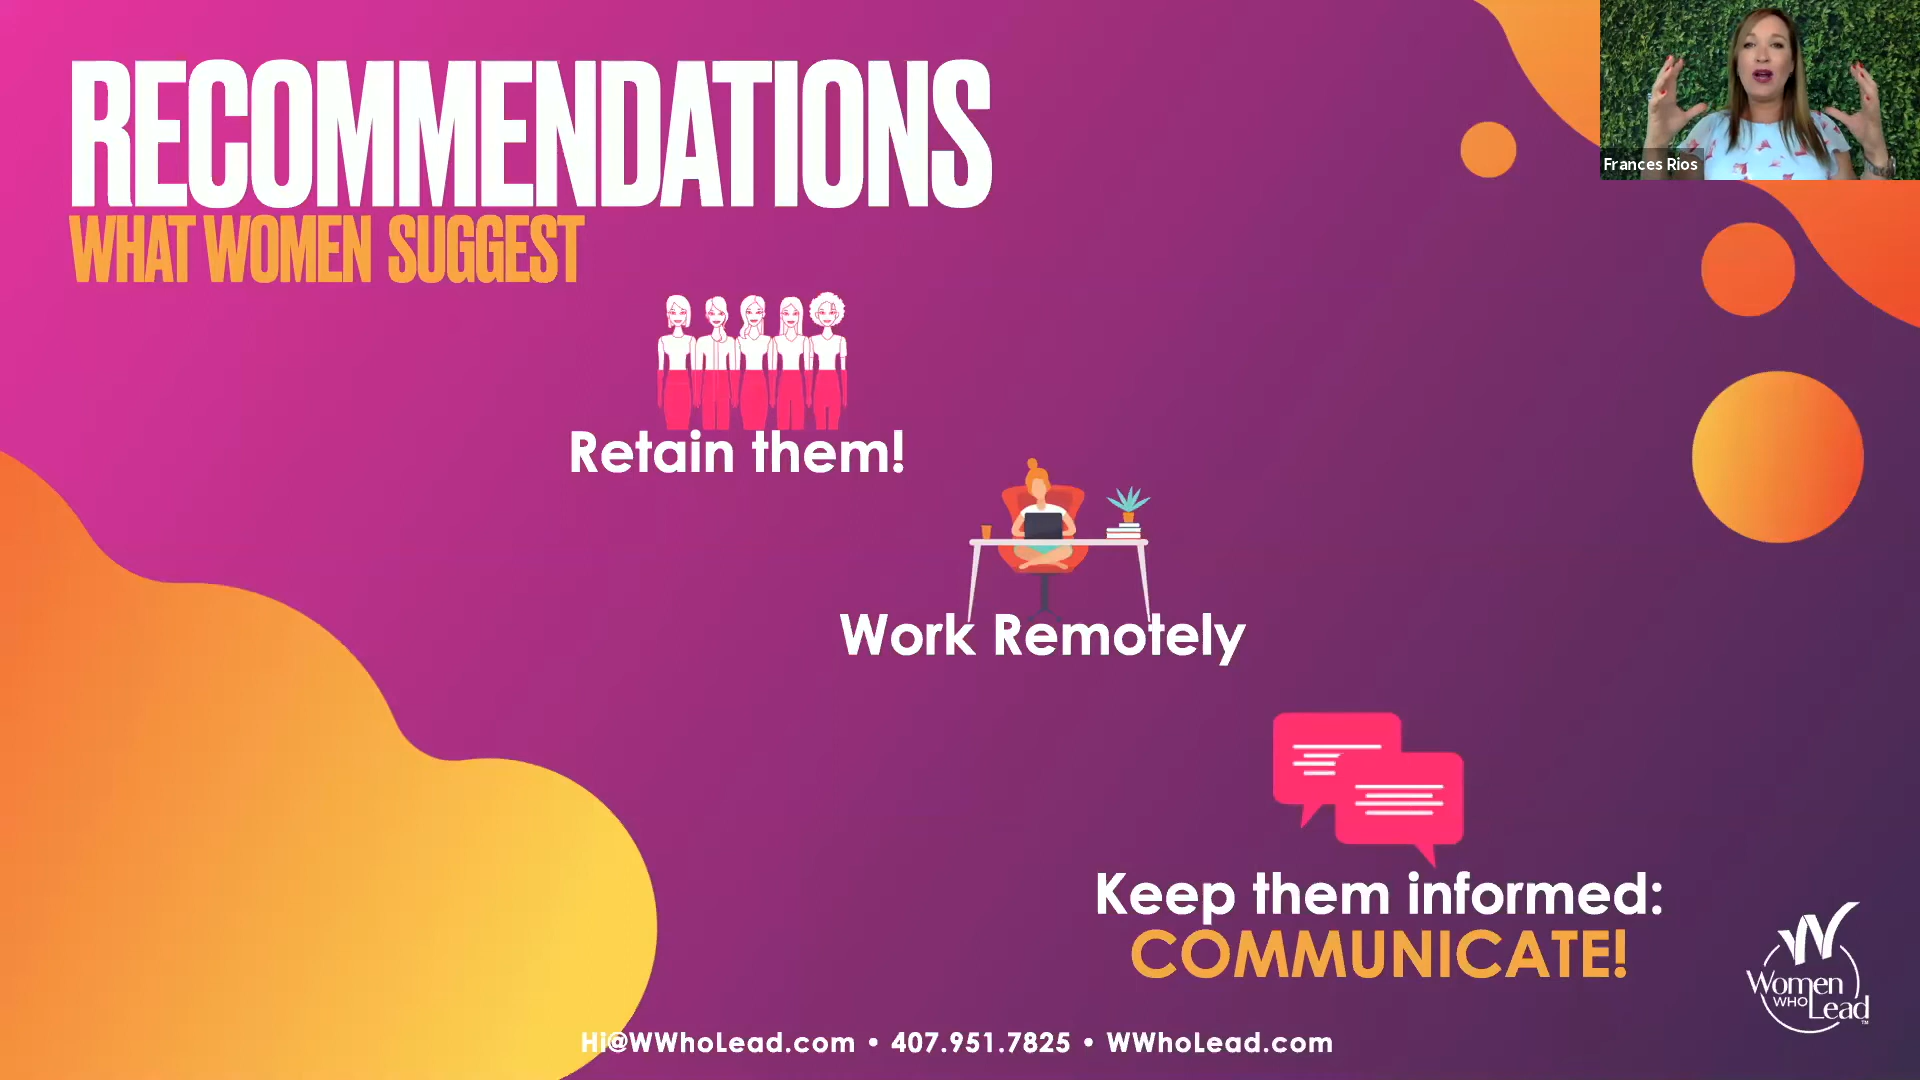 RECOMMENDATIONS
WHAT WOMEN SUGGEST
Frances Rios
Retain them!
Work Remotely
Keep them informed:
COMMUNICATE!
W
Women
WHO Lead™
Hi@WWhoLead.com • 407.951.7825 • WWhoLead.com